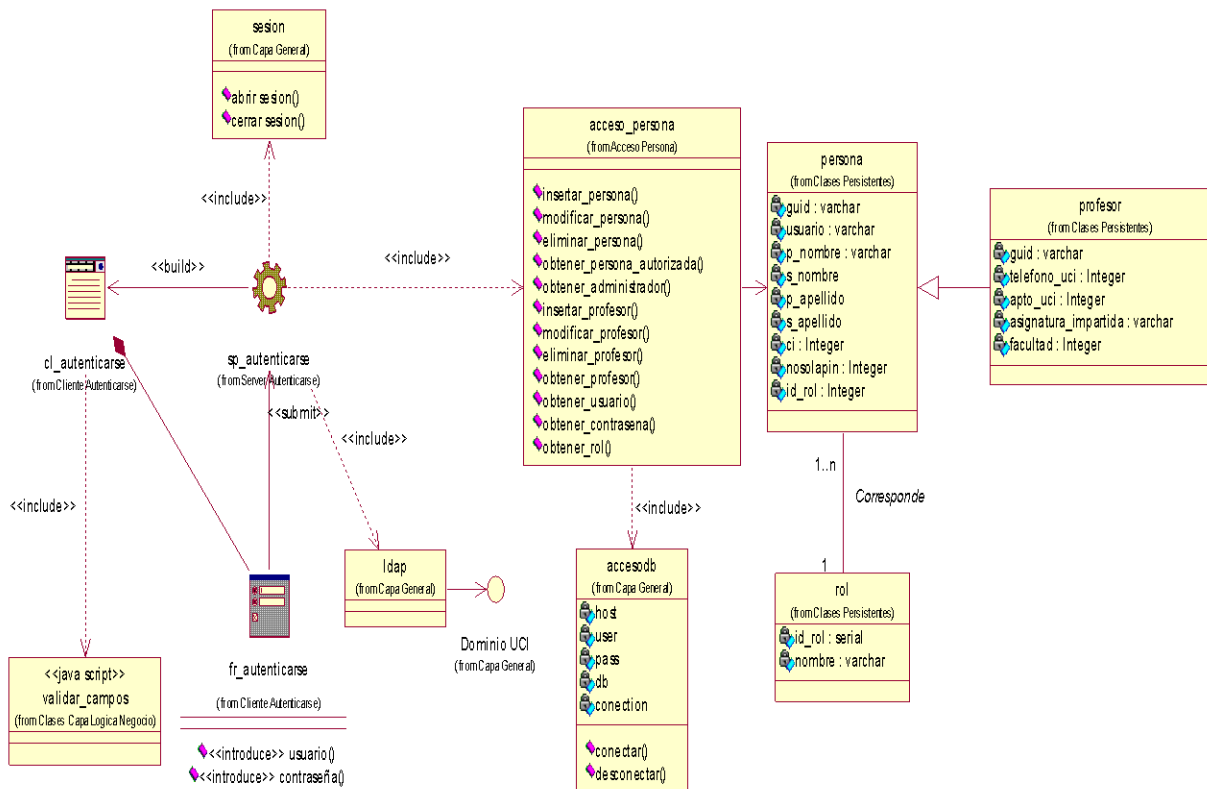 sesion
(from Capa General)
abrir sesion()
cerrar sesion()
<<include>>
<<build>>
<<include>>
cl_autenticarse
(from Cliente Autenticarse)
sp_autenticarse
(from Server Autenticarse)
<<submit>>
<<include>>
<<include>>
acceso_persona
(from Acceso Persona)
insertar_persona()
modificar_persona()
eliminar_persona()
obtener_persona_autorizada()
obtener_administrador()
insertar_profesor()
modificar_profesor()
eliminar_profesor()
obtener_profesor()
obtener_usuario()
obtener_contrasena()
obtener_rol()
<<include>>
persona
(from Clases Persistentes)
guid : varchar
usuario : varchar
p_nombre : varchar
s_nombre
p_apellido
s_apellido
ci : Integer
nosolapin : Integer
id_rol : Integer
profesor
(from Clases Persistentes)
guid : varchar
telefono_uci : Integer
apto_uci : Integer
asignatura_impartida : varchar
facultad : Integer
1..n
Corresponde
1
rol
(from Clases Persistentes)
id_rol : serial
nombre : varchar
accesodb
(from Capa General)
host
user
pass
db
conection
conectar()
desconectar()
ldap
(from Capa General)
Dominio UCI
(from Capa General)
fr_autenticarse
(from Cliente Autenticarse)
<<introduce>> usuario()
<<introduce>> contraseña()
<<java script>>
validar_campos
(from Clases Capa Logica Negocio)